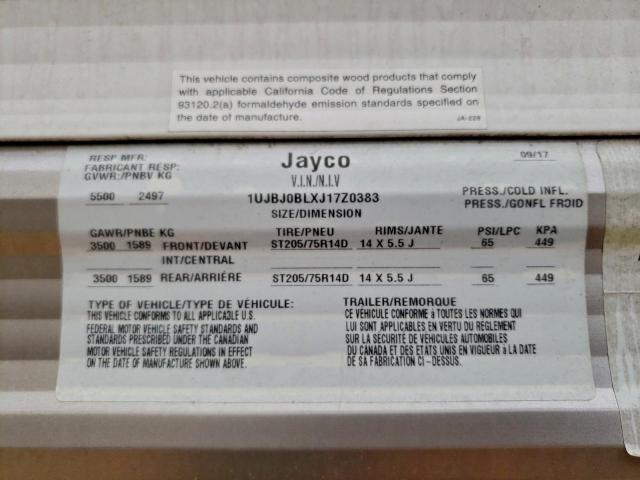 This vehicle contains composite wood products that comply
with applicable California Code of Regulations Section
93120.2(a) formaldehyde emission standards specified on
the date of manufacture. JA-228
RESP MFR: Jayco 09/17
FABRICANT RESP:
GVWR:/PNBV KG V.I.N./N.I.V
5500 2497 1UJBJ0BLXJ17Z0383 PRESS./COLD INFL.
SIZE/DIMENSION PRESS./GONFL FROID
GAWR/PNBE KG TIRE/PNEU RIMS/JANTE PSI/LPC KPA
3500 1589 FRONT/DEVANT ST205/75R14D 14 X 5.5 J 65 449
INT/CENTRAL
3500 1589 REAR/ARRIÈRE ST205/75R14D 14 X 5.5 J 65 449
TYPE OF VEHICLE/TYPE DE VÉHICULE: TRAILER/REMORQUE
THIS VEHICLE CONFORMS TO ALL APPLICABLE U.S.
FEDERAL MOTOR VEHICLE SAFETY STANDARDS AND
STANDARDS PRESCRIBED UNDER THE CANADIAN
MOTOR VEHICLE SAFETY REGULATIONS IN EFFECT
ON THE DATE OF MANUFACTURE SHOWN ABOVE.
CE VEHICULE CONFORME à TOUTES LES NORMES QUI
LUI SONT APPLICABLES EN VERTU DU REGLEMENT
SUR LA SECURITE DE VEHICULES AUTOMOBILES
DU CANADA ET DES ETATS UNIS EN VIGUEUR à LA DATE
DE SA FABRICATION CI-DESSUS.